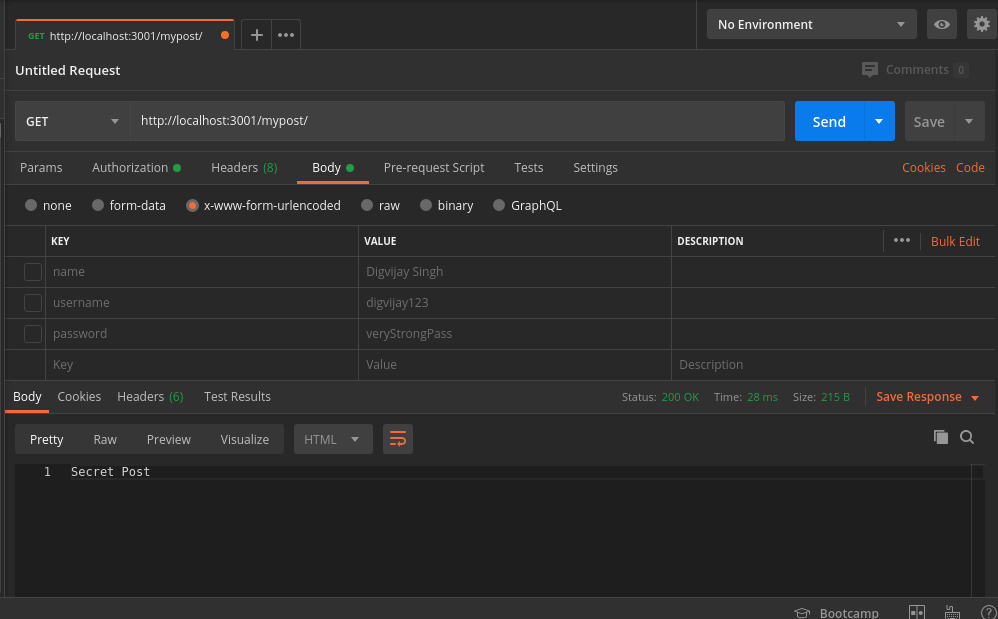 GET http://localhost:3001/mypost/ No Environment
Untitled Request Comments 0
GET http://localhost:3001/mypost/ Send Save
Params Authorization Headers (8) Body Pre-request Script Tests Settings Cookies Code
none form-data x-www-form-urlencoded raw binary GraphQL
KEY VALUE DESCRIPTION ••• Bulk Edit
name Digvijay Singh
username digvijay123
password veryStrongPass
Key Value Description
Body Cookies Headers (6) Test Results Status: 200 OK Time: 28 ms Size: 215 B Save Response
Pretty Raw Preview Visualize HTML
1 Secret Post
Bootcamp